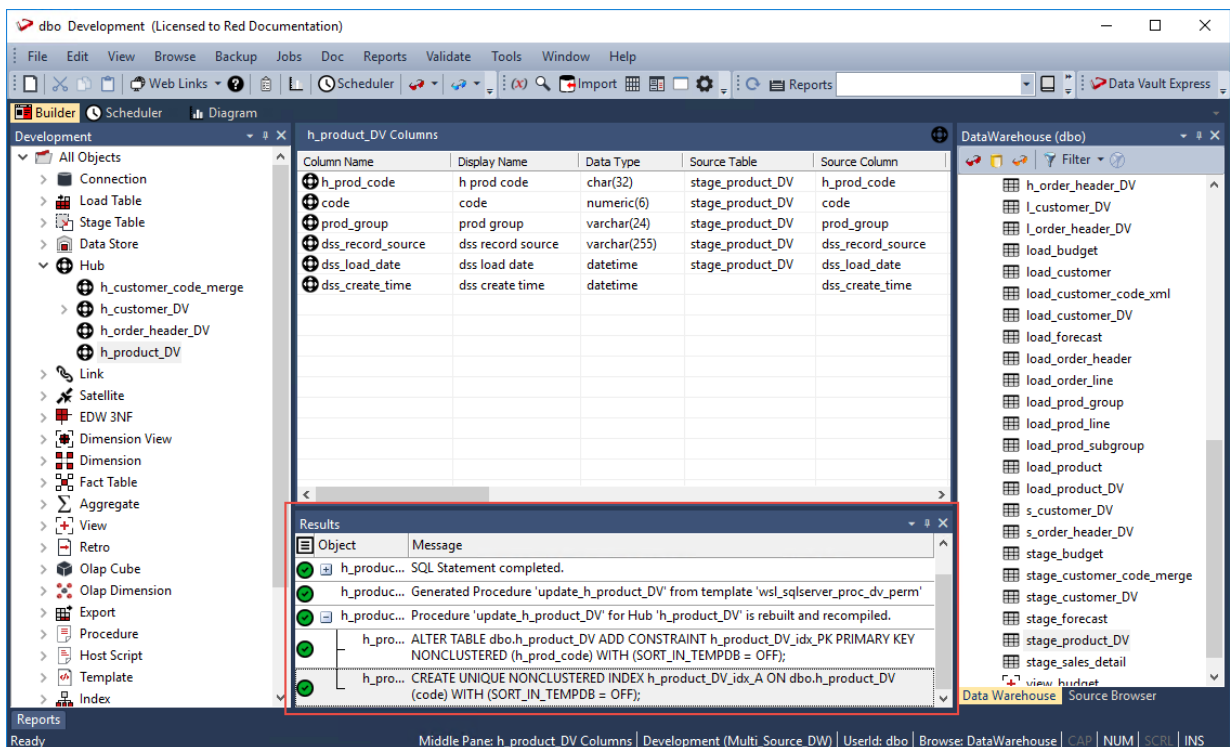 dbo Development (Licensed to Red Documentation)
File Edit View Browse Backup Jobs Doc Reports Validate Tools Window Help
Web Links Scheduler (x) Import Reports Data Vault Express
Builder Scheduler Diagram
Development
All Objects
Connection
Load Table
Stage Table
Data Store
Hub
h_customer_code_merge
h_customer_DV
h_order_header_DV
h_product_DV
Link
Satellite
EDW 3NF
Dimension View
Dimension
Fact Table
Aggregate
View
Retro
Olap Cube
Olap Dimension
Export
Procedure
Host Script
Template
Index
h_product_DV Columns
Column Name Display Name Data Type Source Table Source Column
h_prod_code h prod code char(32) stage_product_DV h_prod_code
code code numeric(6) stage_product_DV code
prod_group prod group varchar(24) stage_product_DV prod_group
dss_record_source dss record source varchar(255) stage_product_DV dss_record_source
dss_load_date dss load date datetime stage_product_DV dss_load_date
dss_create_time dss create time datetime dss_create_time
Results
Object Message
h_produc... SQL Statement completed.
h_produc... Generated Procedure 'update_h_product_DV' from template 'wsl_sqlserver_proc_dv_perm'
h_produc... Procedure 'update_h_product_DV' for Hub 'h_product_DV' is rebuilt and recompiled.
h_pro... ALTER TABLE dbo.h_product_DV ADD CONSTRAINT h_product_DV_idx_PK PRIMARY KEY
NONCLUSTERED (h_prod_code) WITH (SORT_IN_TEMPDB = OFF);
h_pro... CREATE UNIQUE NONCLUSTERED INDEX h_product_DV_idx_A ON dbo.h_product_DV
(code) WITH (SORT_IN_TEMPDB = OFF);
DataWarehouse (dbo)
Filter
h_order_header_DV
l_customer_DV
l_order_header_DV
load_budget
load_customer
load_customer_code_xml
load_customer_DV
load_forecast
load_order_header
load_order_line
load_prod_group
load_prod_line
load_prod_subgroup
load_product
load_product_DV
s_customer_DV
s_order_header_DV
stage_budget
stage_customer_code_merge
stage_customer_DV
stage_forecast
stage_product_DV
stage_sales_detail
view_budget
Data Warehouse Source Browser
Reports
Ready Middle Pane: h_product_DV Columns Development (Multi_Source_DW) UserId: dbo Browse: DataWarehouse CAP NUM SCRL INS